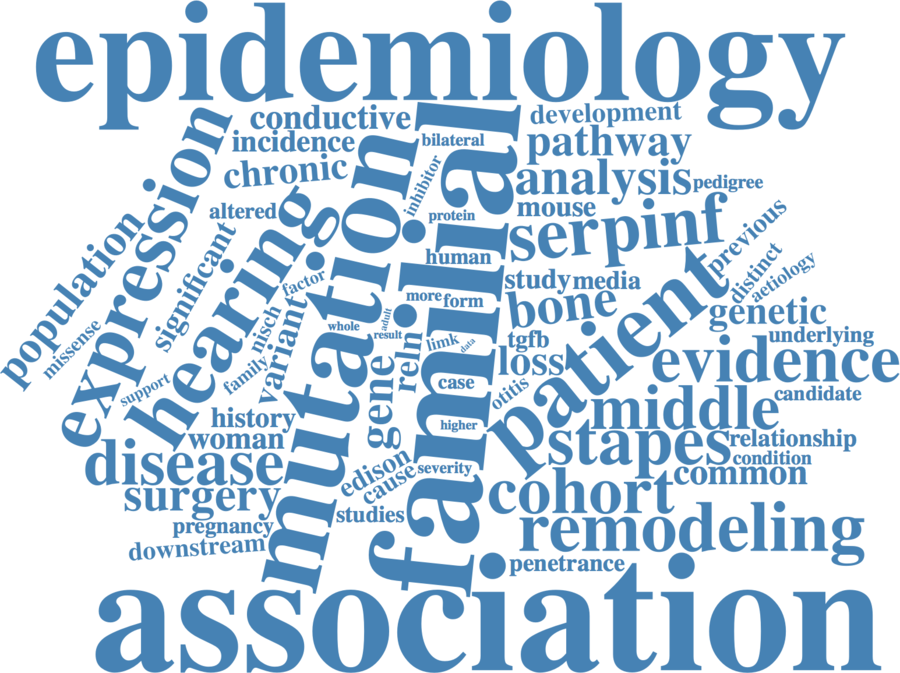 epidemiology
conductive
development
incidence
bilateral
pathway
chronic
inhibitor
analysis
pedigree
expression
altered
protein
mouse
familial
mutation
serpinf
previous
population
significant
hearing
human
distinct
aetiology
factor
study
media
missense
nisch
variant
more
form
bone
genetic
whole
adult
result
rein
limk
data
tgfb
patient
underlying
support
family
gene
case
loss
otitis
evidence
candidate
history
higher
middle
woman
stapes
relationship
disease
edison
severity
condition
surgery
cause
cohort
common
pregnancy
studies
remodeling
downstream
penetrance
association